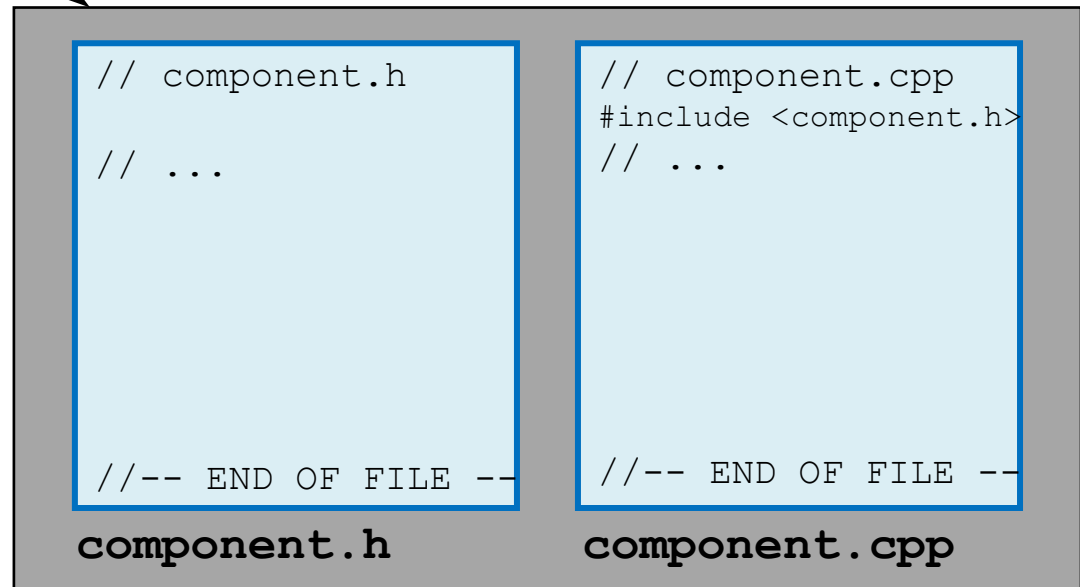 // component.h
// ...
//-- END OF FILE --
component.h
// component.cpp
#include <component.h>
// ...
//-- END OF FILE --
component.cpp